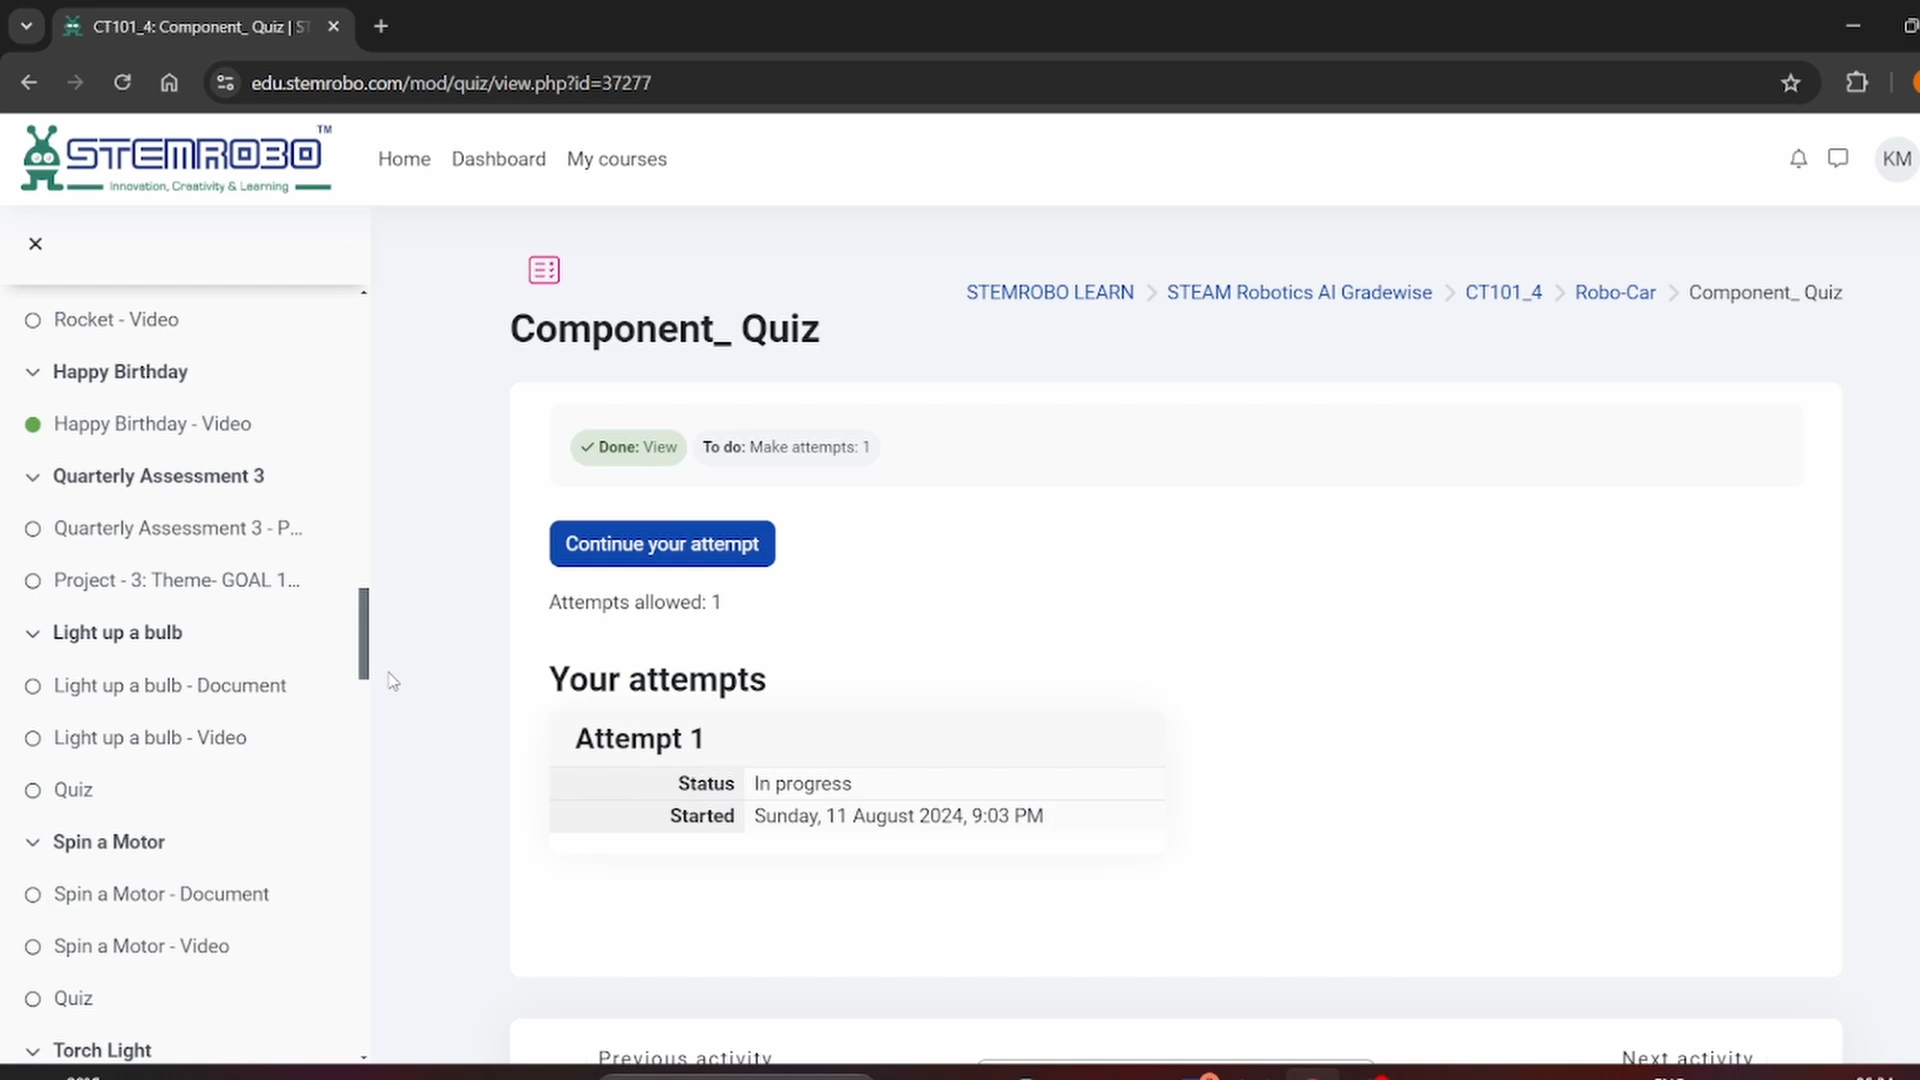 CT101_4: Component_ Quiz | ST
edu.stemrobo.com/mod/quiz/view.php?id=37277
STEMROBO TM
Innovation, Creativity & Learning
Home
Dashboard
My courses
KM
Rocket - Video
Happy Birthday
Happy Birthday - Video
Quarterly Assessment 3
Quarterly Assessment 3 - P...
Project - 3: Theme- GOAL 1...
Light up a bulb
Light up a bulb - Document
Light up a bulb - Video
Quiz
Spin a Motor
Spin a Motor - Document
Spin a Motor - Video
Quiz
Torch Light
STEMROBO LEARN
STEAM Robotics AI Gradewise
CT101_4
Robo-Car
Component_ Quiz
Component_ Quiz
Done: View
To do: Make attempts: 1
Continue your attempt
Attempts allowed: 1
Your attempts
Attempt 1
Status In progress
Started Sunday, 11 August 2024, 9:03 PM
Previous activity
Next activity